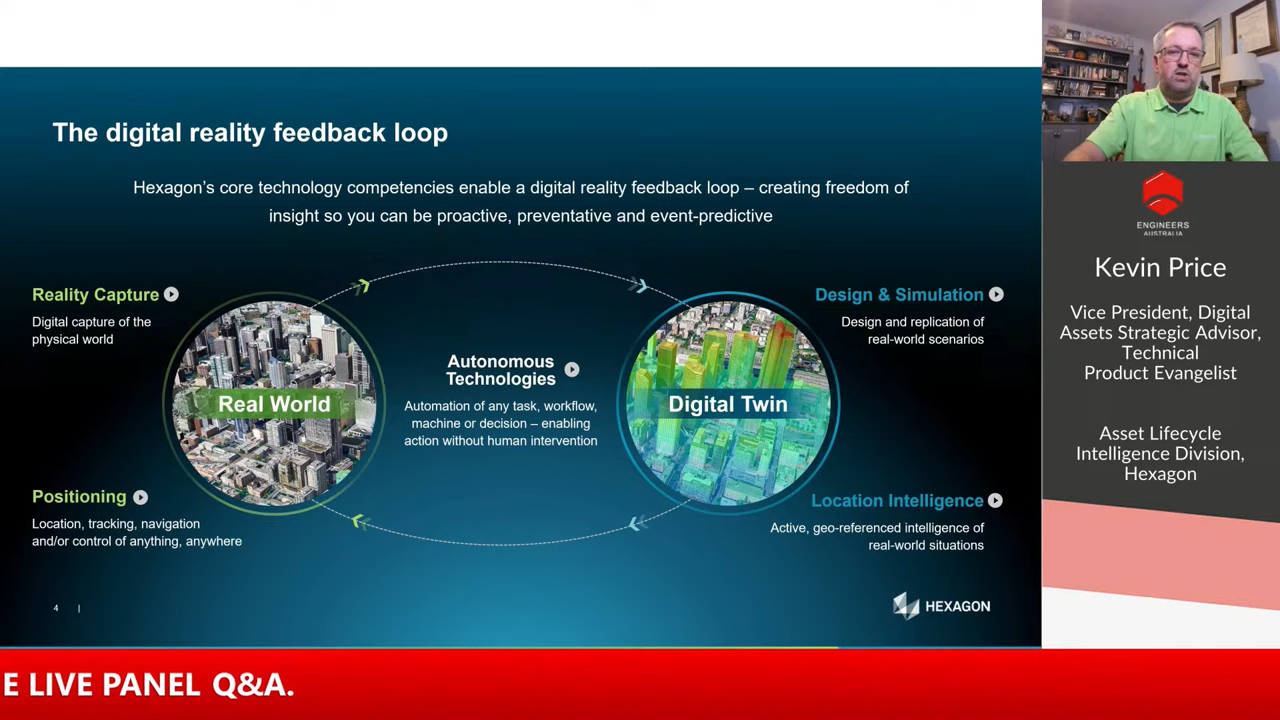 The digital reality feedback loop
Hexagon’s core technology competencies enable a digital reality feedback loop – creating freedom of
insight so you can be proactive, preventative and event-predictive
Reality Capture
Digital capture of the
physical world
Real World
Positioning
Location, tracking, navigation
and/or control of anything, anywhere
Autonomous
Technologies
Automation of any task, workflow,
machine or decision – enabling
action without human intervention
Design & Simulation
Design and replication of
real-world scenarios
Digital Twin
Location Intelligence
Active, geo-referenced intelligence of
real-world situations
4 |
HEXAGON
ENGINEERS
AUSTRALIA
Kevin Price
Vice President, Digital
Assets Strategic Advisor,
Technical
Product Evangelist
Asset Lifecycle
Intelligence Division,
Hexagon
E LIVE PANEL Q&A.